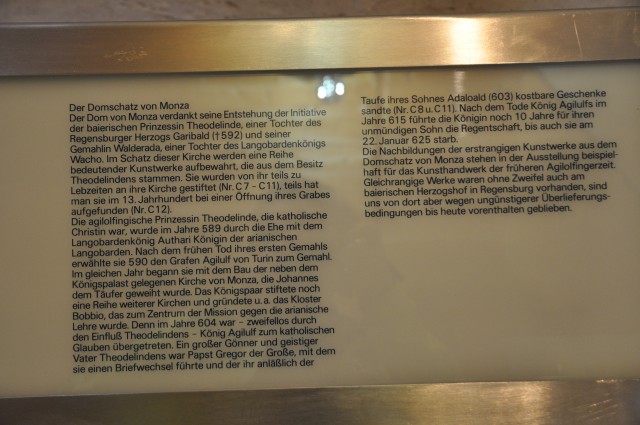 Der Domschatz von Monza
Der Dom von Monza verdankt seine Entstehung der Initiative
der baierischen Prinzessin Theodelinde, einer Tochter des
Regensburger Herzogs Garibald (†592) und seiner
Gemahlin Walderada, einer Tochter des Langobardenkönigs
Wacho. Im Schatz dieser Kirche werden eine Reihe
bedeutender Kunstwerke aufbewahrt, die aus dem Besitz
Theodelindens stammen. Sie wurden von ihr teils zu
Lebzeiten an ihre Kirche gestiftet (Nr. C 7 – C 11), teils hat
man sie im 13. Jahrhundert bei einer Öffnung ihres Grabes
aufgefunden (Nr. C 12).
Die agilolfingische Prinzessin Theodelinde, die katholische
Christin war, wurde im Jahre 589 durch die Ehe mit dem
Langobardenkönig Authari Königin der arianischen
Langobarden. Nach dem frühen Tod ihres ersten Gemahls
erwählte sie 590 den Grafen Agilulf von Turin zum Gemahl.
Im gleichen Jahr begann sie mit dem Bau der neben dem
Königspalast gelegenen Kirche von Monza, die Johannes
dem Täufer geweiht wurde. Das Königspaar stiftete noch
eine Reihe weiterer Kirchen und gründete u. a. das Kloster
Bobbio, das zum Zentrum der Mission gegen die arianische
Lehre wurde. Denn im Jahre 604 war – zweifellos durch
den Einfluß Theodelindens – König Agilulf zum katholischen
Glauben übergetreten. Ein großer Gönner und geistiger
Vater Theodelindens war Papst Gregor der Große, mit dem
sie einen Briefwechsel führte und der ihr anläßlich der
Taufe ihres Sohnes Adaloald (603) kostbare Geschenke
sandte (Nr. C 8 u. C 11). Nach dem Tode König Agilulfs im
Jahre 615 führte die Königin noch 10 Jahre für ihren
unmündigen Sohn die Regentschaft, bis auch sie am
22. Januar 625 starb.
Die Nachbildungen der erstrangigen Kunstwerke aus dem
Domschatz von Monza stehen in der Ausstellung beispiel-
haft für das Kunsthandwerk der früheren Agilolfingerzeit.
Gleichrangige Werke waren ohne Zweifel auch am
baierischen Herzogshof in Regensburg vorhanden, sind
uns von dort aber wegen ungünstigerer Überlieferungs-
bedingungen bis heute vorenthalten geblieben.